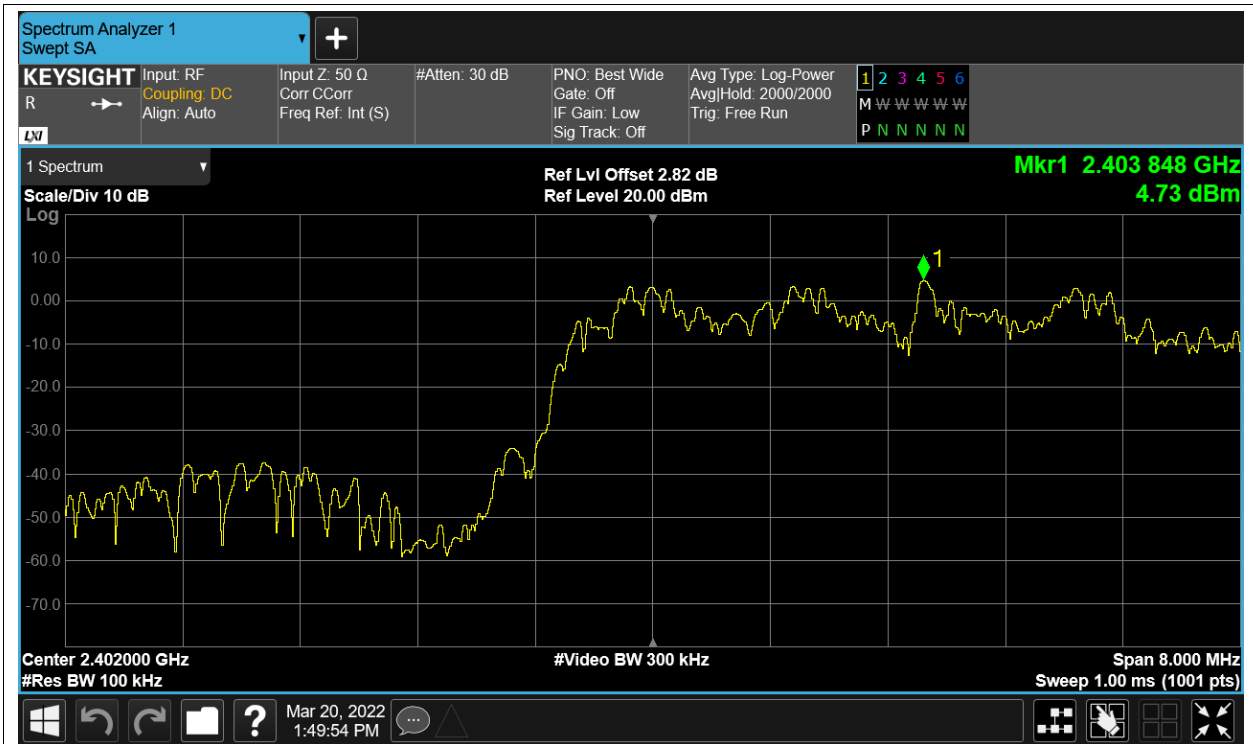 Spectrum Analyzer 1
Swept SA
KEYSIGHT
R
LXI
Input: RF
Coupling: DC
Align: Auto
Input Z: 50 Ω
Corr CCorr
Freq Ref: Int (S)
#Atten: 30 dB
PNO: Best Wide
Gate: Off
IF Gain: Low
Sig Track: Off
Avg Type: Log-Power
Avg|Hold: 2000/2000
Trig: Free Run
1 2 3 4 5 6
M W W W W W
P N N N N N
1 Spectrum
Scale/Div 10 dB
Log
Ref Lvl Offset 2.82 dB
Ref Level 20.00 dBm
Mkr1 2.403 848 GHz
4.73 dBm
1
10.0
0.00
-10.0
-20.0
-30.0
-40.0
-50.0
-60.0
-70.0
Center 2.402000 GHz
#Res BW 100 kHz
#Video BW 300 kHz
Span 8.000 MHz
Sweep 1.00 ms (1001 pts)
?
Mar 20, 2022
1:49:54 PM